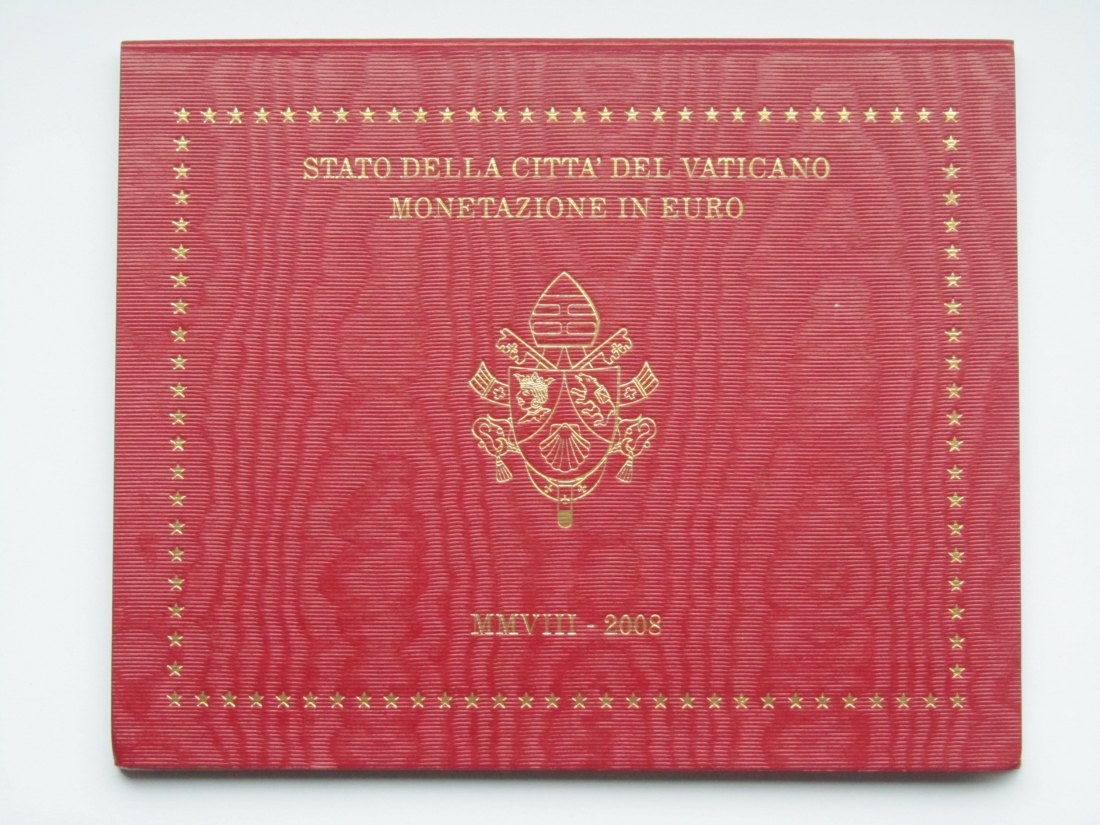 STATO DELLA CITTA' DEL VATICANO
MONETAZIONE IN EURO
MMVIII - 2008